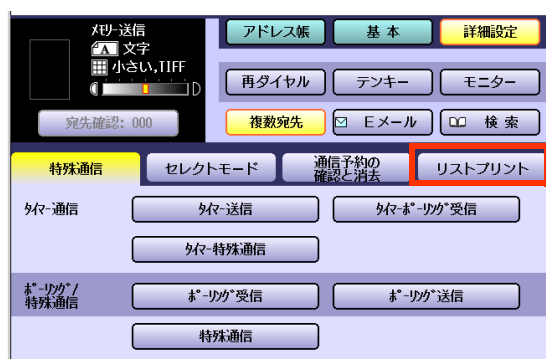 ﾒﾓﾘｰ送信
A 文字
小さい,TIFF
D
宛先確認: 000
アドレス帳
基本
詳細設定
再ダイヤル
テンキー
モニター
複数宛先
Eメール
検索
特殊通信
セレクトモード
通信予約の
確認と消去
リストプリント
ﾀｲﾏｰ通信
ﾀｲﾏｰ送信
ﾀｲﾏｰﾎﾟｰﾘﾝｸﾞ受信
ﾀｲﾏｰ特殊通信
ﾎﾟｰﾘﾝｸﾞ/
特殊通信
ﾎﾟｰﾘﾝｸﾞ受信
ﾎﾟｰﾘﾝｸﾞ送信
特殊通信